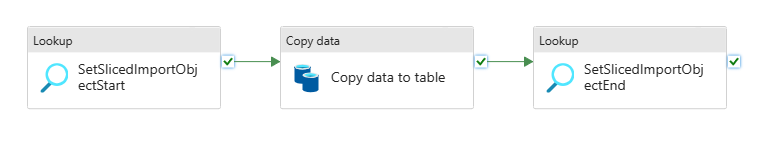 Lookup
SetSlicedImportObj
ectStart
Copy data
Copy data to table
Lookup
SetSlicedImportObj
ectEnd